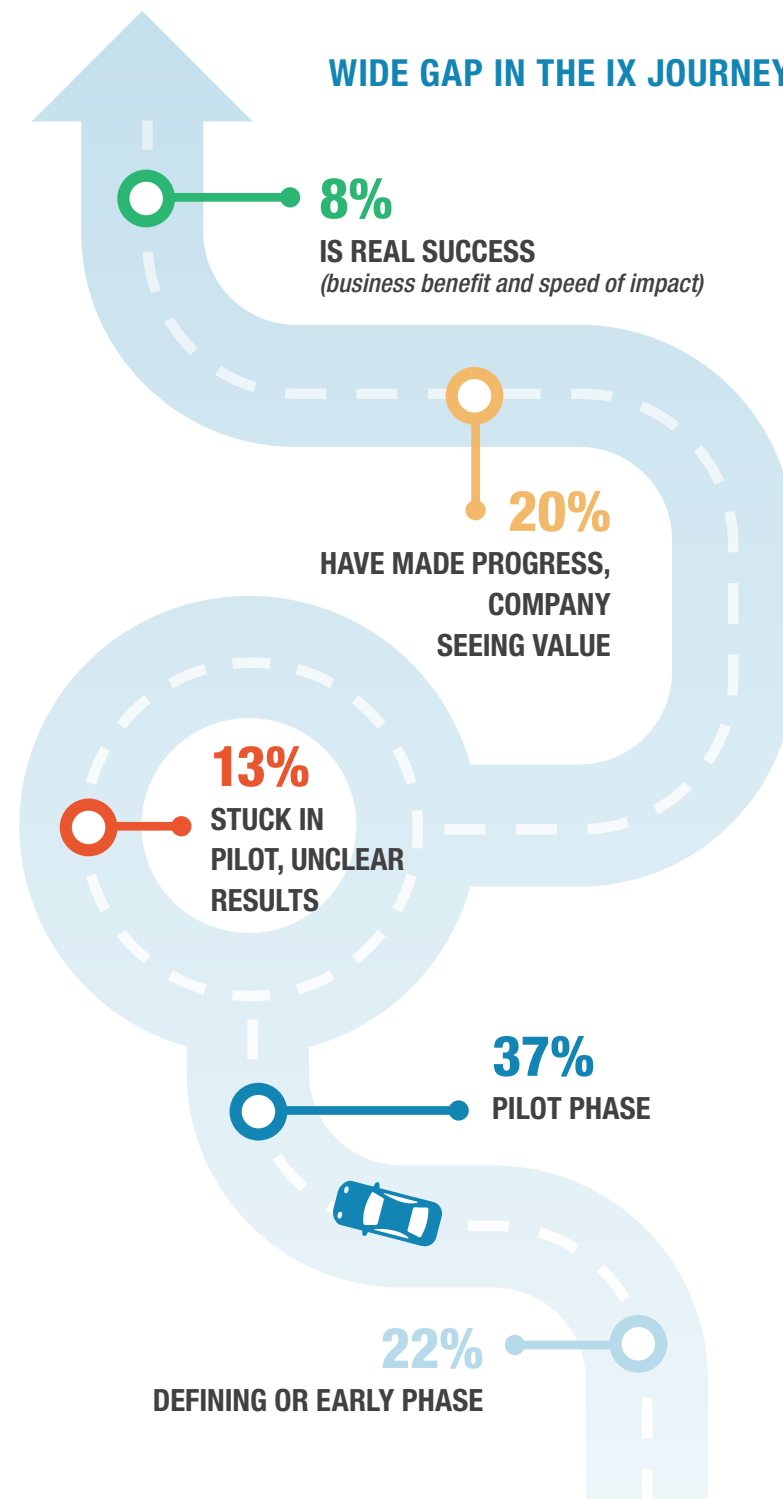 WIDE GAP IN THE IX JOURNEY
8%
IS REAL SUCCESS
(business benefit and speed of impact)
20%
HAVE MADE PROGRESS,
COMPANY
SEEING VALUE
13%
STUCK IN
PILOT, UNCLEAR
RESULTS
37%
PILOT PHASE
22%
DEFINING OR EARLY PHASE